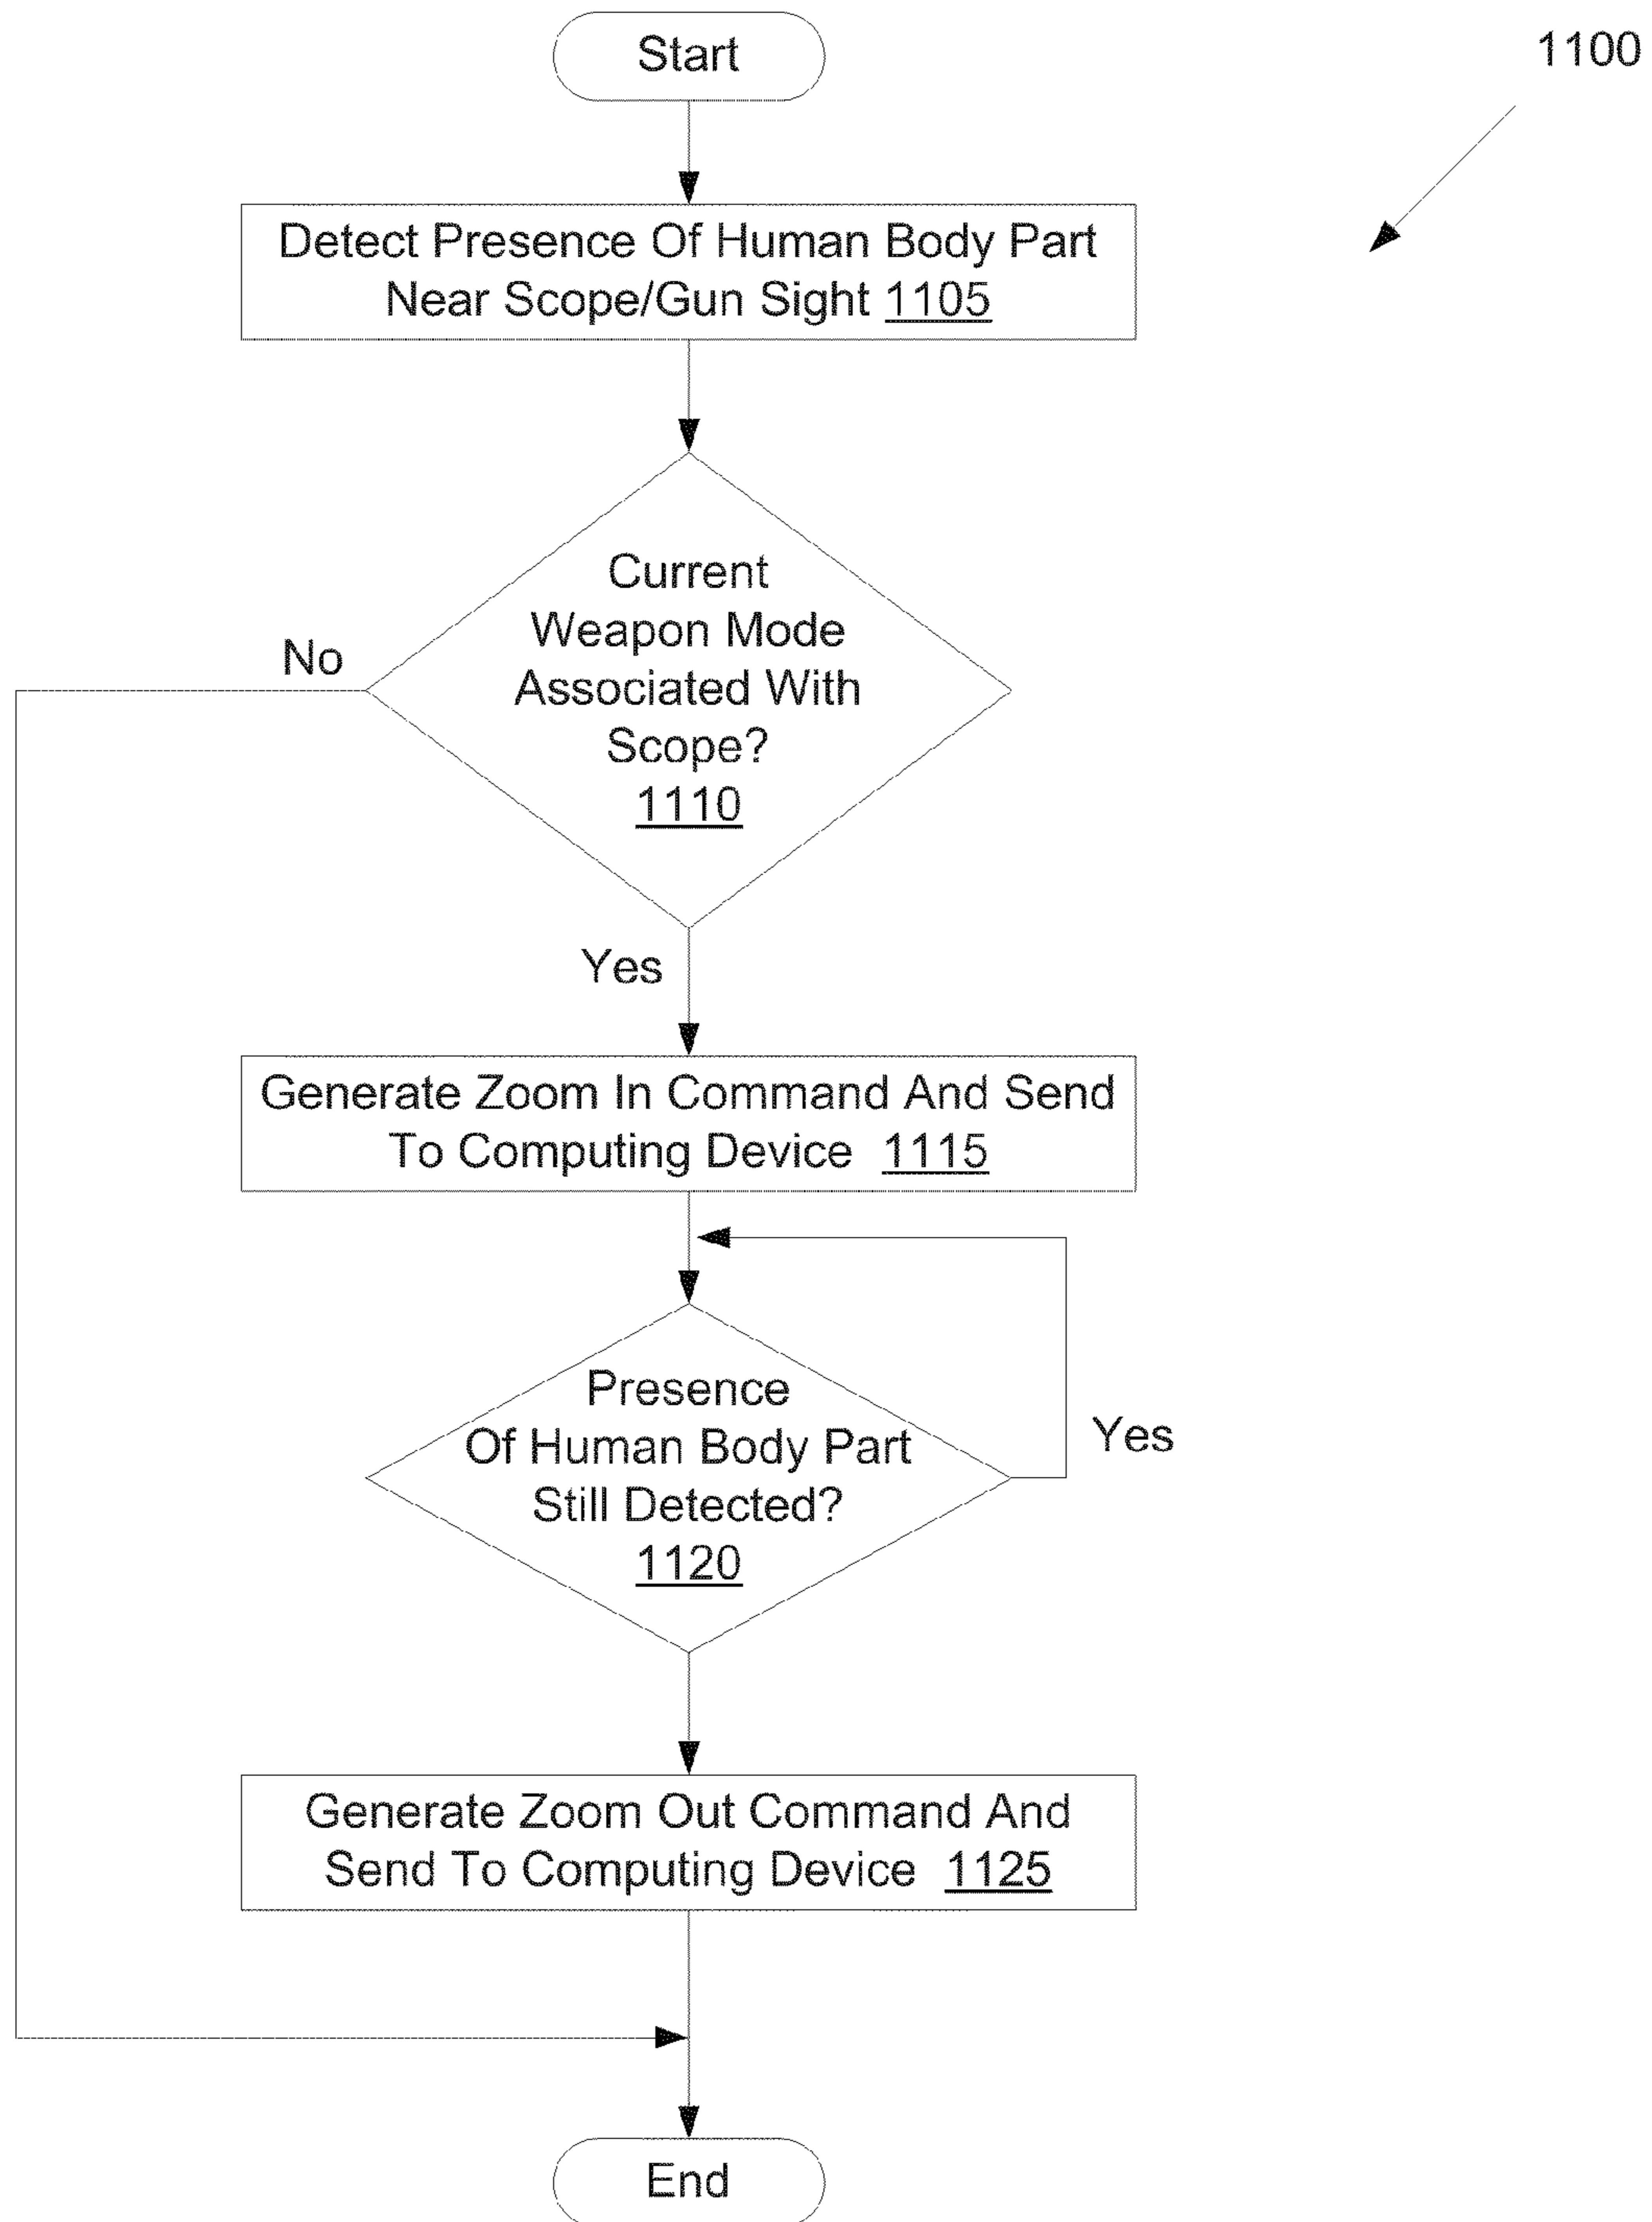 Start
1100
Detect Presence Of Human Body Part
Near Scope/Gun Sight 1105
Current
Weapon Mode
Associated With
Scope?
1110
No
Yes
Generate Zoom In Command And Send
To Computing Device 1115
Presence
Of Human Body Part
Still Detected?
1120
Yes
Generate Zoom Out Command And
Send To Computing Device 1125
End